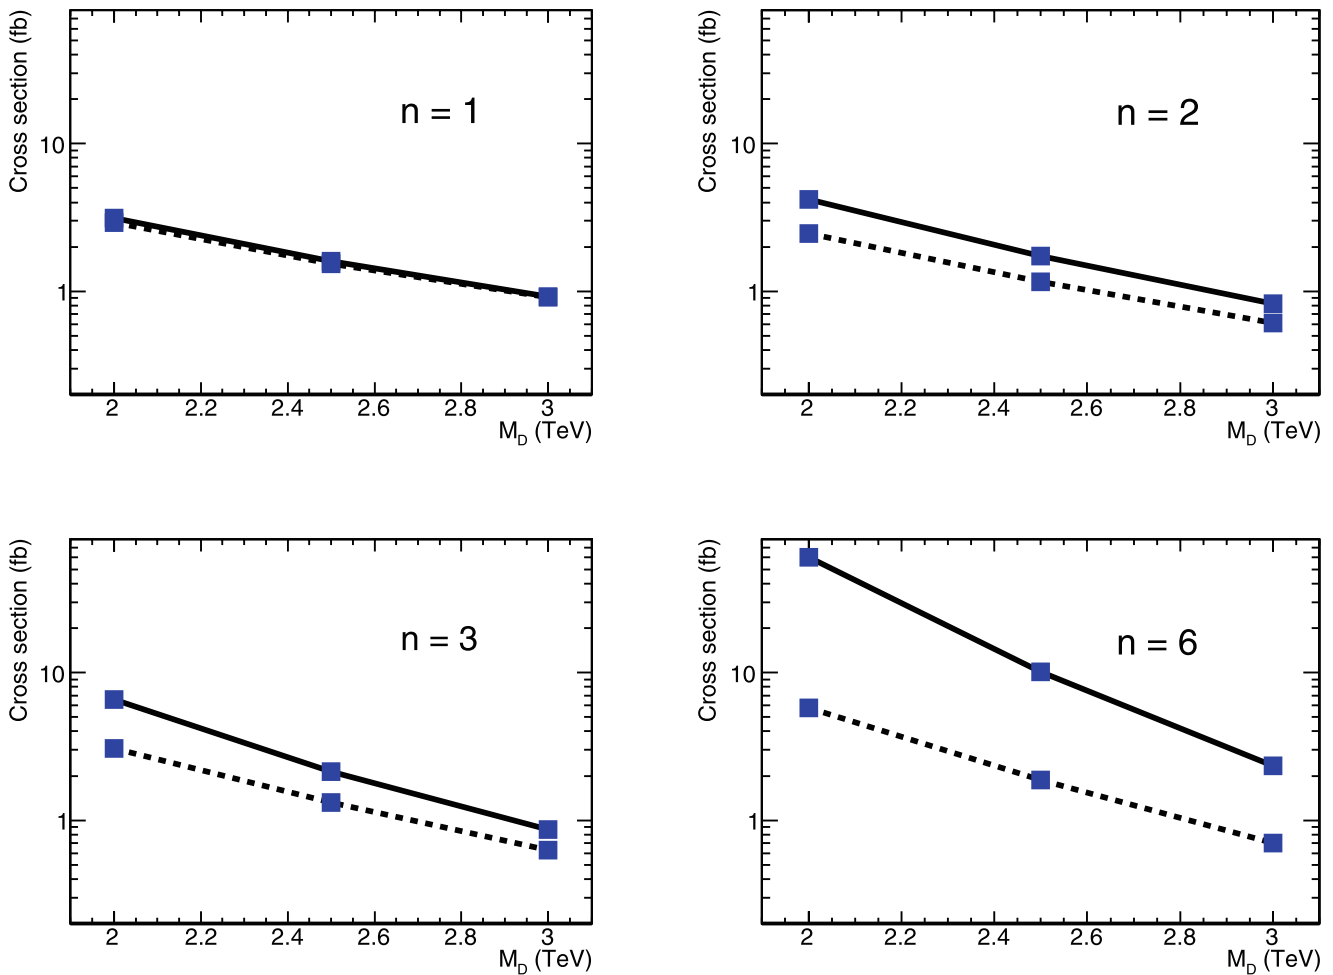 Cross section (fb)
n = 1
10
1
2 2.2 2.4 2.6 2.8 3
M_D (TeV)
Cross section (fb)
n = 2
10
1
2 2.2 2.4 2.6 2.8 3
M_D (TeV)
Cross section (fb)
n = 3
10
1
2 2.2 2.4 2.6 2.8 3
M_D (TeV)
Cross section (fb)
n = 6
10
1
2 2.2 2.4 2.6 2.8 3
M_D (TeV)